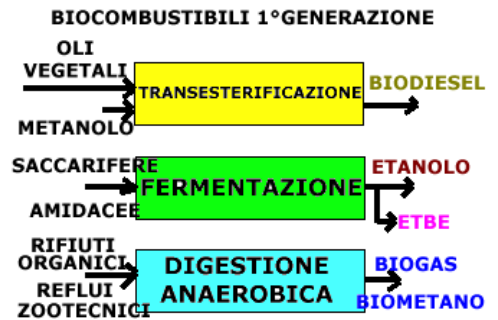 BIOCOMBUSTIBILI 1°GENERAZIONE
OLI
VEGETALI
METANOLO
TRANSESTERIFICAZIONE
BIODIESEL
SACCARIFERE
AMIDACEE
FERMENTAZIONE
ETANOLO
ETBE
RIFIUTI
ORGANICI
REFLUI
ZOOTECNICI
DIGESTIONE
ANAEROBICA
BIOGAS
BIOMETANO